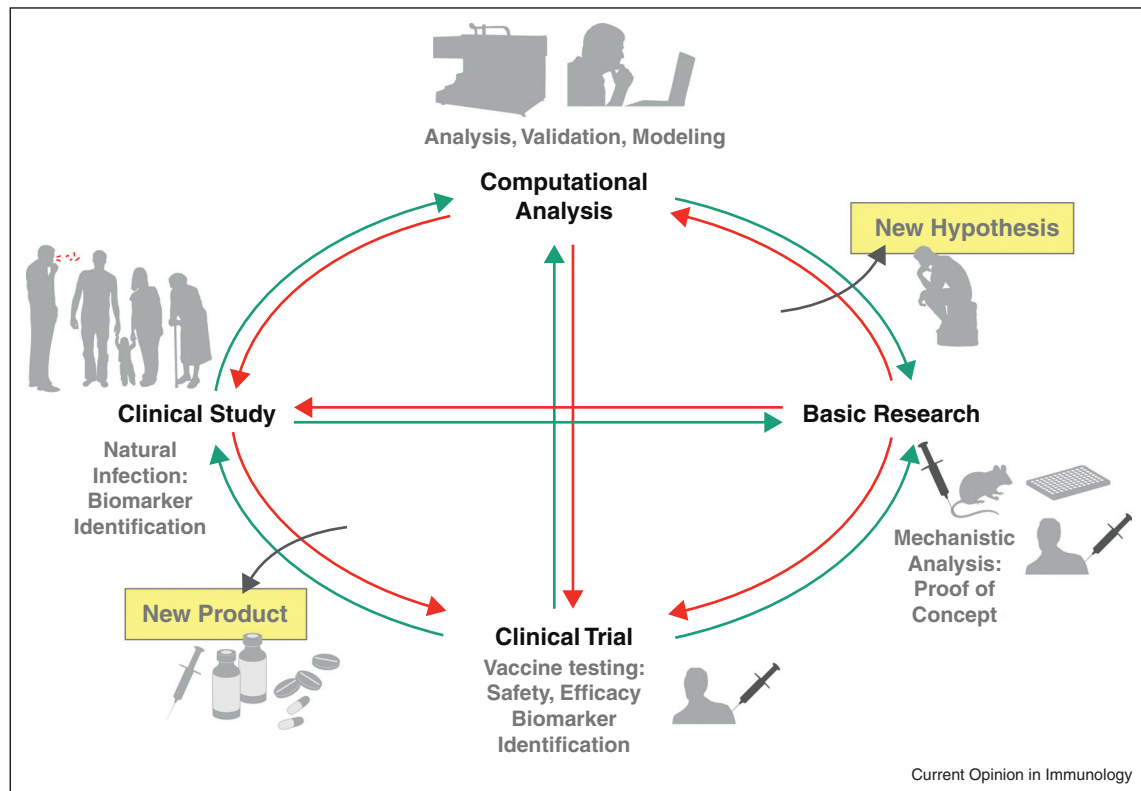 Analysis, Validation, Modeling
Computational
Analysis
New Hypothesis
Clinical Study
Natural
Infection:
Biomarker
Identification
Basic Research
Mechanistic
Analysis:
Proof of
Concept
New Product
Clinical Trial
Vaccine testing:
Safety, Efficacy
Biomarker
Identification
Current Opinion in Immunology